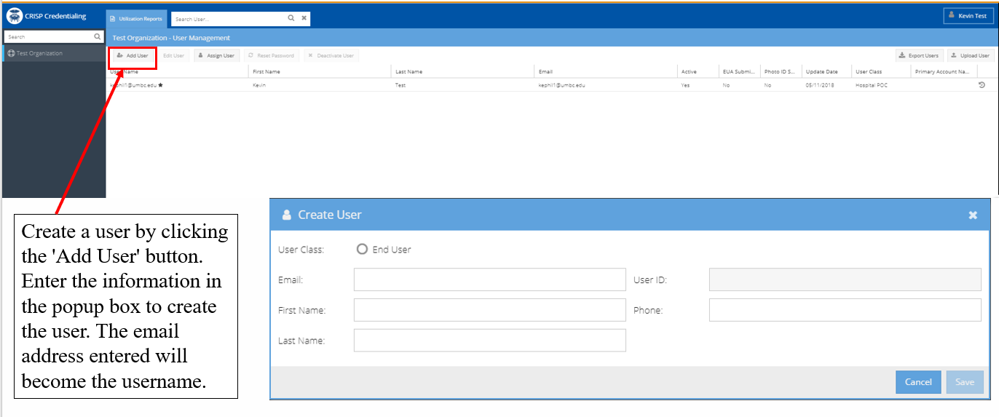 CRISP Credentialing
Utilization Reports
Search User...
Kevin Test
Search
Test Organization - User Management
Test Organization
Add User
Edit User
Assign User
Reset Password
Deactivate User
Export Users
Upload User
User Name
First Name
Last Name
Email
Active
EUA Submi...
Photo ID S...
Update Date
User Class
Primary Account Na...
kephil1@umbc.edu
Kevin
Test
kephil1@umbc.edu
Yes
No
No
05/11/2018
Hospital POC
Create a user by clicking
the 'Add User' button.
Enter the information in
the popup box to create
the user. The email
address entered will
become the username.
Create User
User Class:
End User
Email:
User ID:
First Name:
Phone:
Last Name:
Cancel
Save